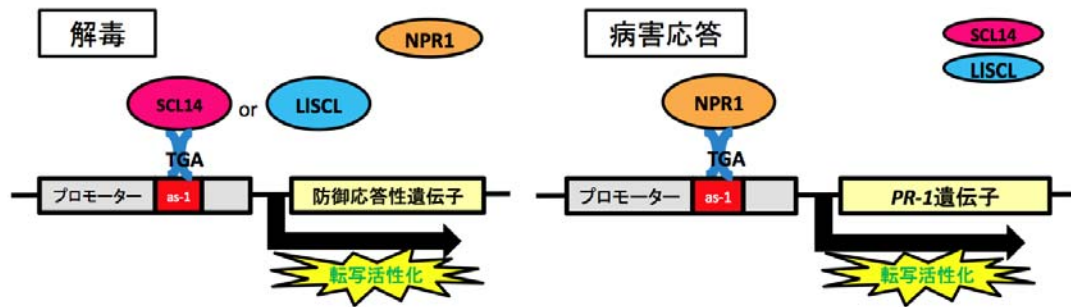 解毒
NPR1
SCL14
or
LlSCL
TGA
プロモーター
as-1
防御応答性遺伝子
転写活性化
病害応答
SCL14
LlSCL
NPR1
TGA
プロモーター
as-1
PR-1遺伝子
転写活性化